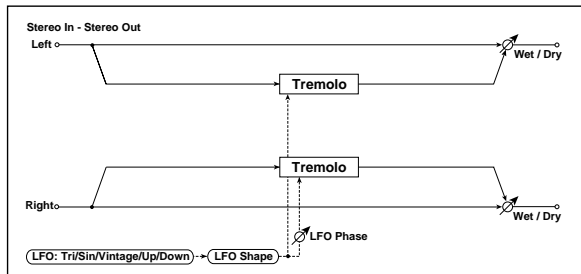 Stereo In - Stereo Out
Left
Wet / Dry
Tremolo
Tremolo
Right
Wet / Dry
LFO Phase
LFO: Tri/Sin/Vintage/Up/Down
LFO Shape